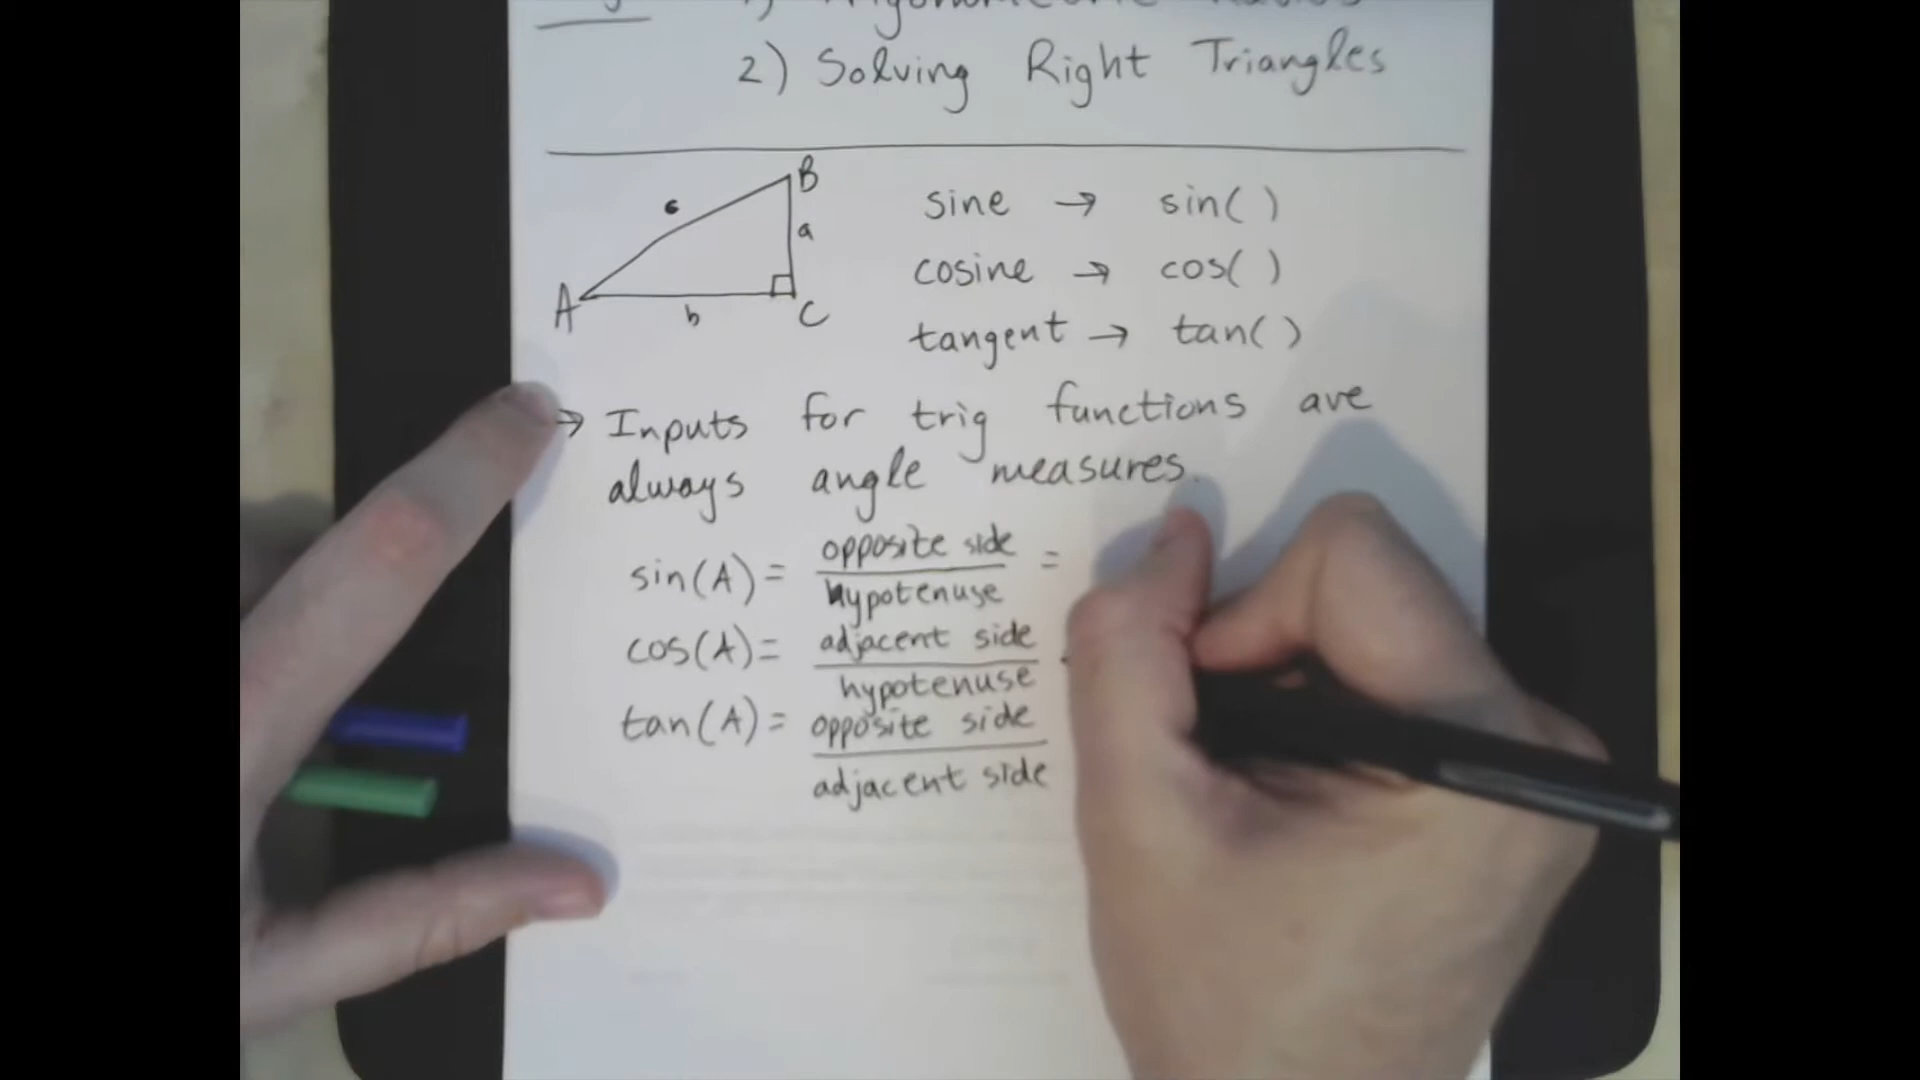 2) Solving Right Triangles
B
c
a
A
b
C
sine → sin( )
cosine → cos( )
tangent → tan( )
→ Inputs for trig functions are
always angle measures.
sin(A) = opposite side =
hypotenuse
cos(A) = adjacent side
hypotenuse
tan(A) = opposite side
adjacent side